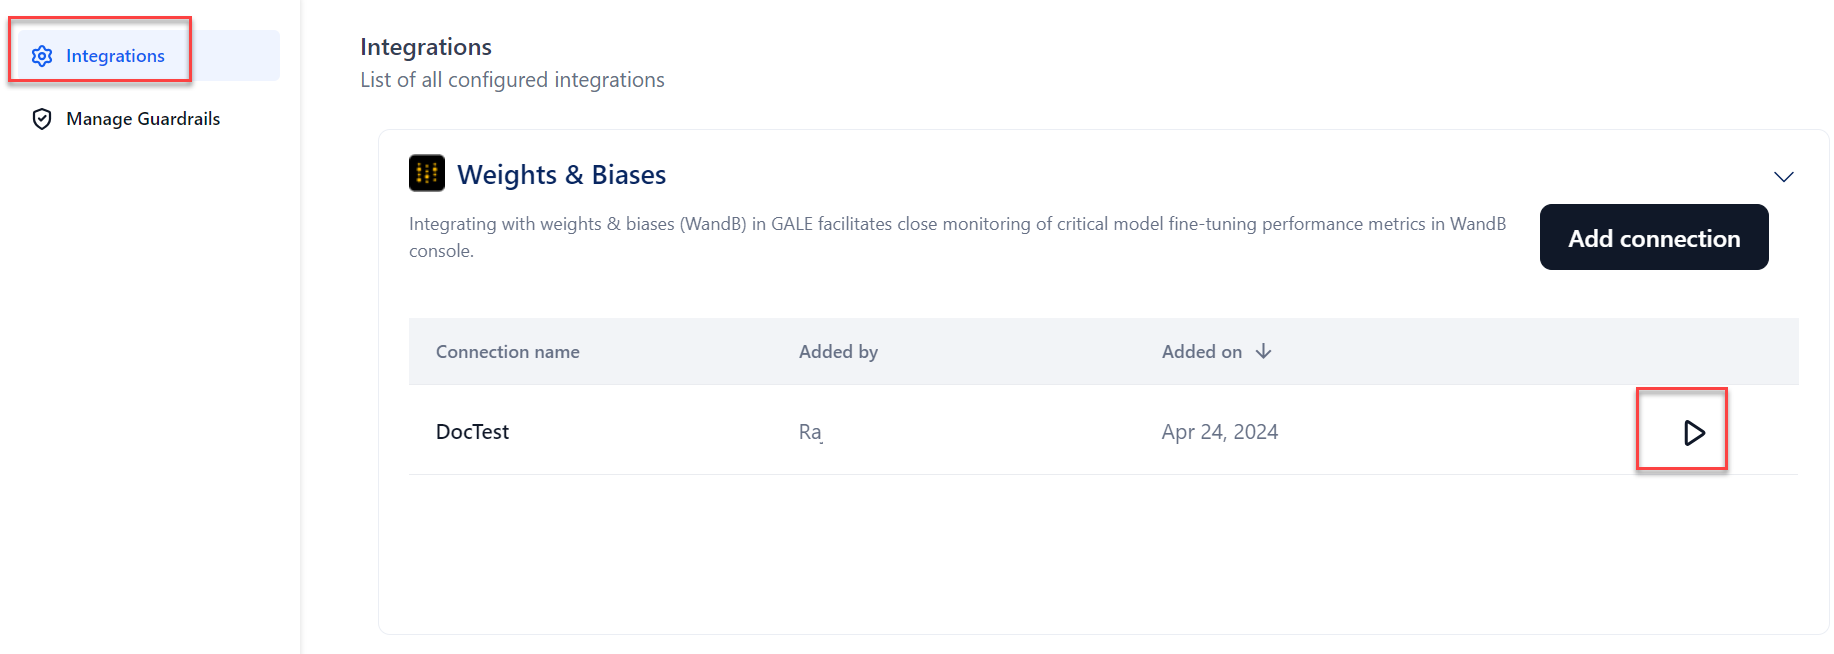 Integrations
Manage Guardrails
Integrations
List of all configured integrations
Weights & Biases
Integrating with weights & biases (WandB) in GALE facilitates close monitoring of critical model fine-tuning performance metrics in WandB
console.
Add connection
Connection name Added by Added on
DocTest Raj Apr 24, 2024